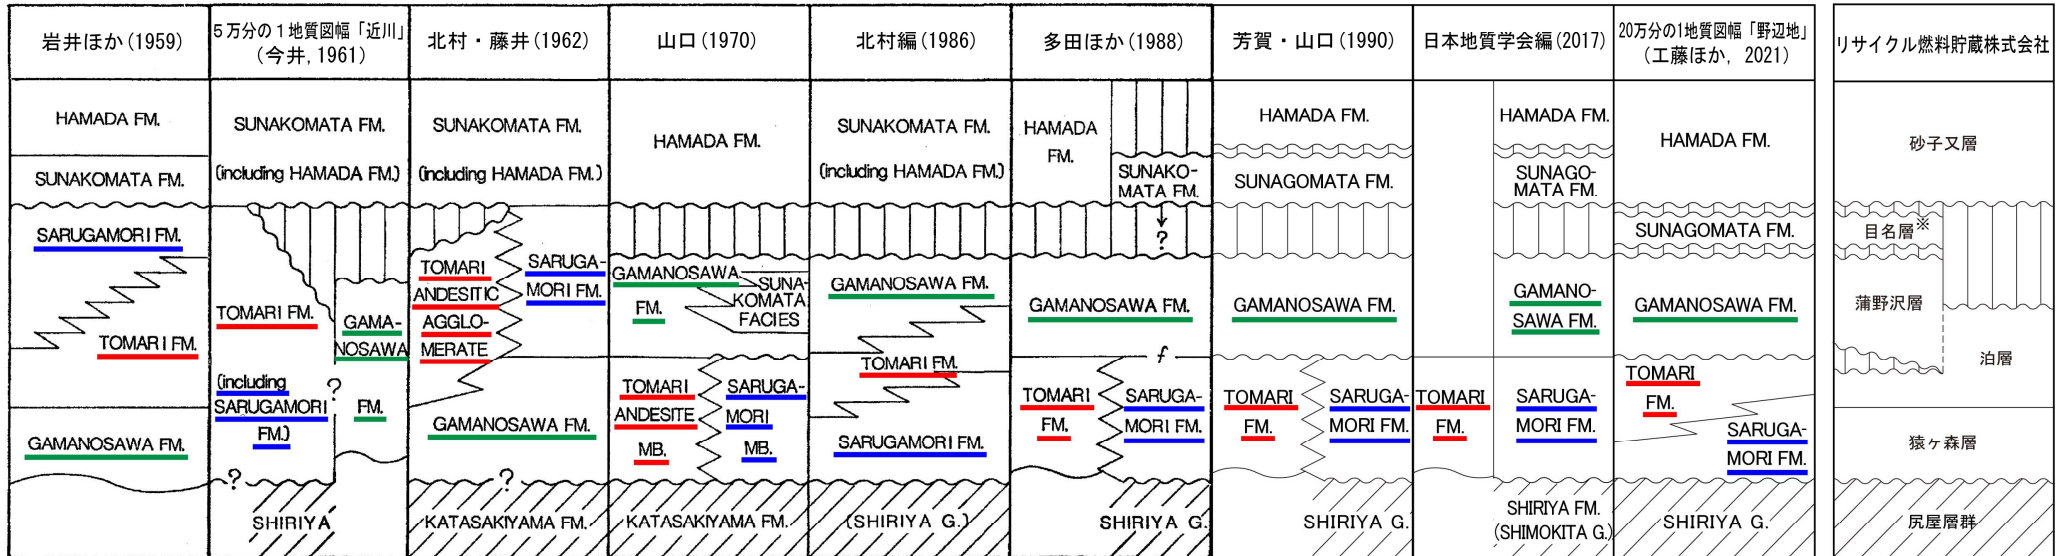 岩井ほか(1959)
5万分の1地質図幅「近川」
(今井, 1961)
北村・藤井(1962)
山口(1970)
北村編(1986)
多田ほか(1988)
芳賀・山口(1990)
日本地質学会編(2017)
20万分の1地質図幅「野辺地」
(工藤ほか, 2021)
リサイクル燃料貯蔵株式会社
HAMADA FM.
SUNAKOMATA FM.
SARUGAMORI FM.
TOMARI FM.
GAMANOSAWA FM.
SUNAKOMATA FM.
(including HAMADA FM.)
TOMARI FM.
(including
SARUGAMORI
FM.)
GAMA-
NOSAWA
FM.
?
?
SHIRIYA
SUNAKOMATA FM.
(including HAMADA FM.)
TOMARI
ANDESITIC
AGGLO-
MERATE
SARUGA-
MORI FM.
GAMANOSAWA FM.
?
KATASAKIYAMA FM.
HAMADA FM.
GAMANOSAWA
FM.
SUNA-
KOMATA
FACIES
TOMARI
ANDESITE
MB.
SARUGA-
MORI
MB.
KATASAKIYAMA FM.
SUNAKOMATA FM.
(including HAMADA FM.)
GAMANOSAWA FM.
TOMARI FM.
SARUGAMORI FM.
(SHIRIYA G.)
HAMADA
FM.
SUNAKO-
MATA FM.
?
GAMANOSAWA FM.
f
TOMARI
FM.
SARUGA-
MORI FM.
SHIRIYA G.
HAMADA FM.
SUNAGOMATA FM.
GAMANOSAWA FM.
TOMARI
FM.
SARUGA-
MORI FM.
SHIRIYA G.
HAMADA FM.
SUNAGO-
MATA FM.
GAMANO-
SAWA FM.
TOMARI
FM.
SARUGA-
MORI FM.
SHIRIYA FM.
(SHIMOKITA G.)
HAMADA FM.
SUNAGOMATA FM.
GAMANOSAWA FM.
TOMARI
FM.
SARUGA-
MORI FM.
SHIRIYA G.
砂子又層
目名層※
蒲野沢層
泊層
猿ヶ森層
尻屋層群